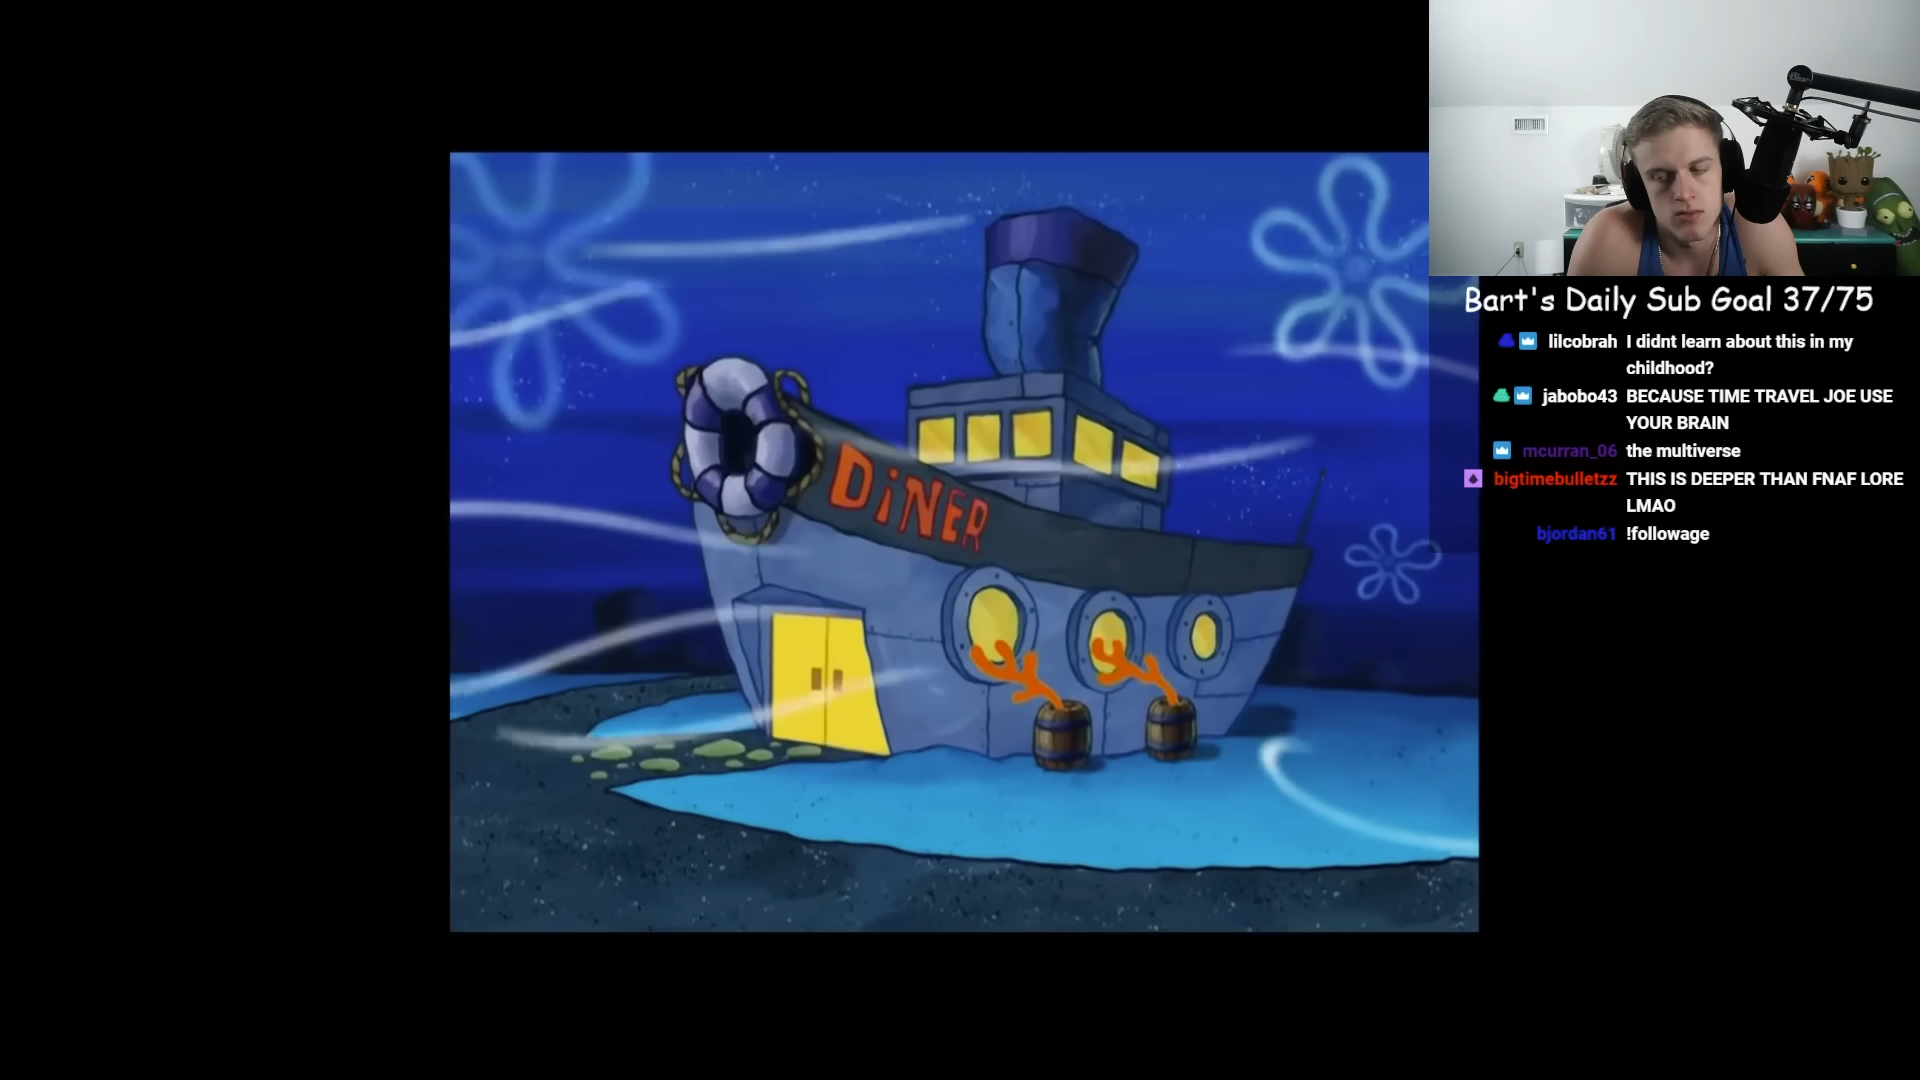 DiNER
Blue
Bart's Daily Sub Goal 37/75
lilcobrah I didnt learn about this in my
childhood?
jabobo43 BECAUSE TIME TRAVEL JOE USE
YOUR BRAIN
mcurran_06 the multiverse
bigtimebulletzz THIS IS DEEPER THAN FNAF LORE
LMAO
bjordan61 !followage